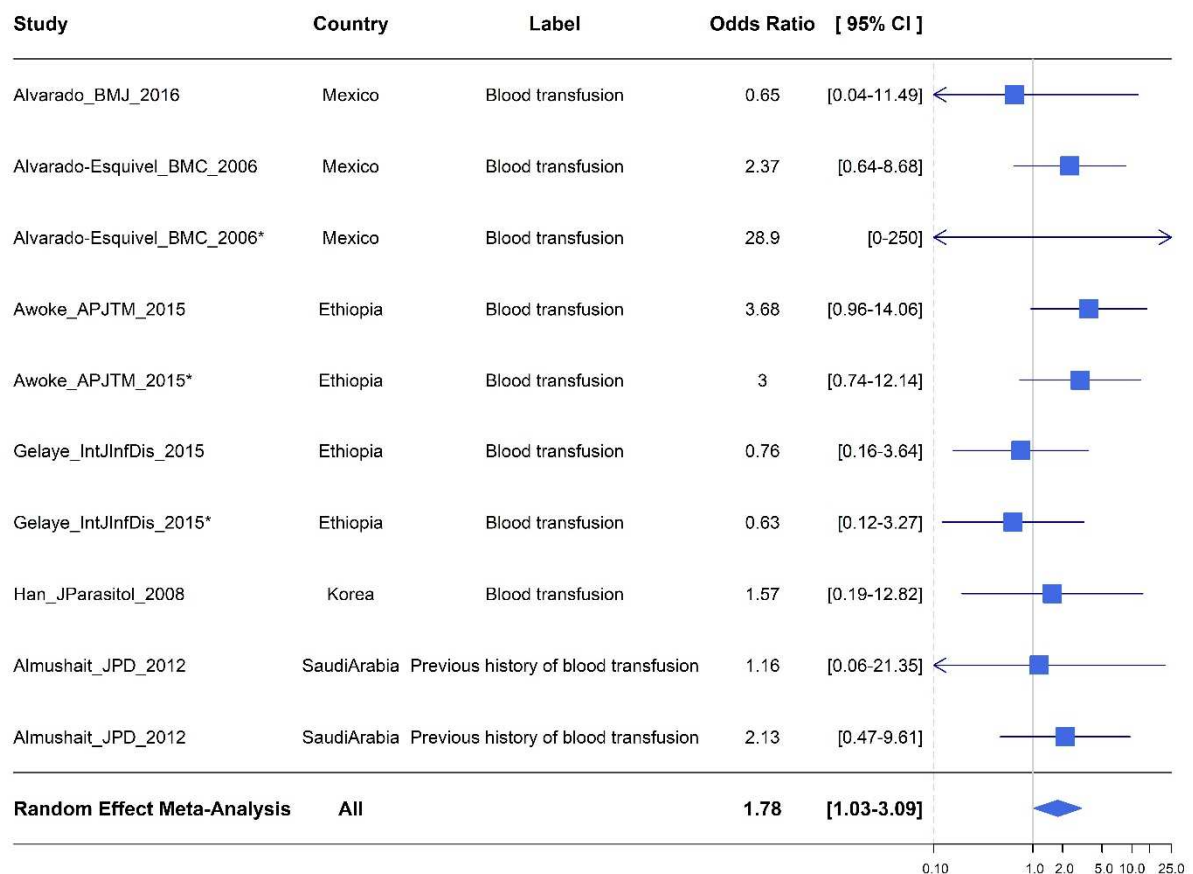 Study Country Label Odds Ratio [ 95% CI ]
Alvarado_BMJ_2016 Mexico Blood transfusion 0.65 [0.04-11.49]
Alvarado-Esquivel_BMC_2006 Mexico Blood transfusion 2.37 [0.64-8.68]
Alvarado-Esquivel_BMC_2006* Mexico Blood transfusion 28.9 [0-250]
Awoke_APJTM_2015 Ethiopia Blood transfusion 3.68 [0.96-14.06]
Awoke_APJTM_2015* Ethiopia Blood transfusion 3 [0.74-12.14]
Gelaye_IntJInfDis_2015 Ethiopia Blood transfusion 0.76 [0.16-3.64]
Gelaye_IntJInfDis_2015* Ethiopia Blood transfusion 0.63 [0.12-3.27]
Han_JParasitol_2008 Korea Blood transfusion 1.57 [0.19-12.82]
Almushait_JPD_2012 SaudiArabia Previous history of blood transfusion 1.16 [0.06-21.35]
Almushait_JPD_2012 SaudiArabia Previous history of blood transfusion 2.13 [0.47-9.61]
Random Effect Meta-Analysis All 1.78 [1.03-3.09]
0.10 1.0 2.0 5.0 10.0 25.0